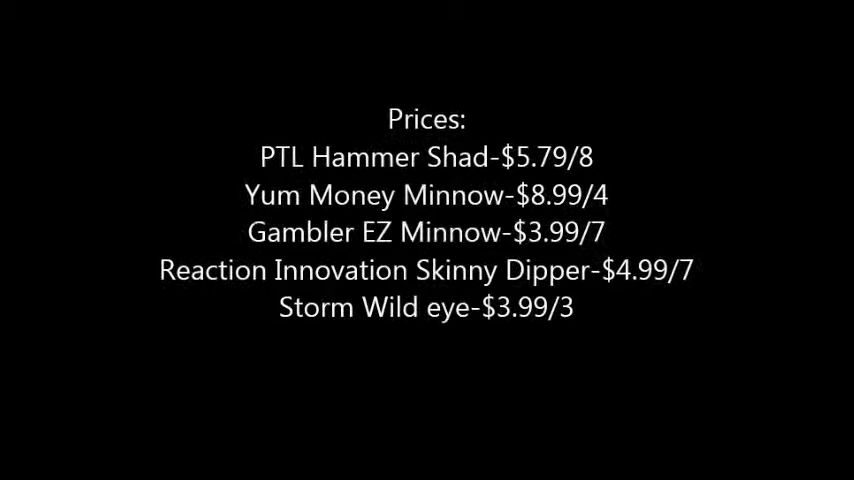 Prices:
PTL Hammer Shad-$5.79/8
Yum Money Minnow-$8.99/4
Gambler EZ Minnow-$3.99/7
Reaction Innovation Skinny Dipper-$4.99/7
Storm Wild eye-$3.99/3